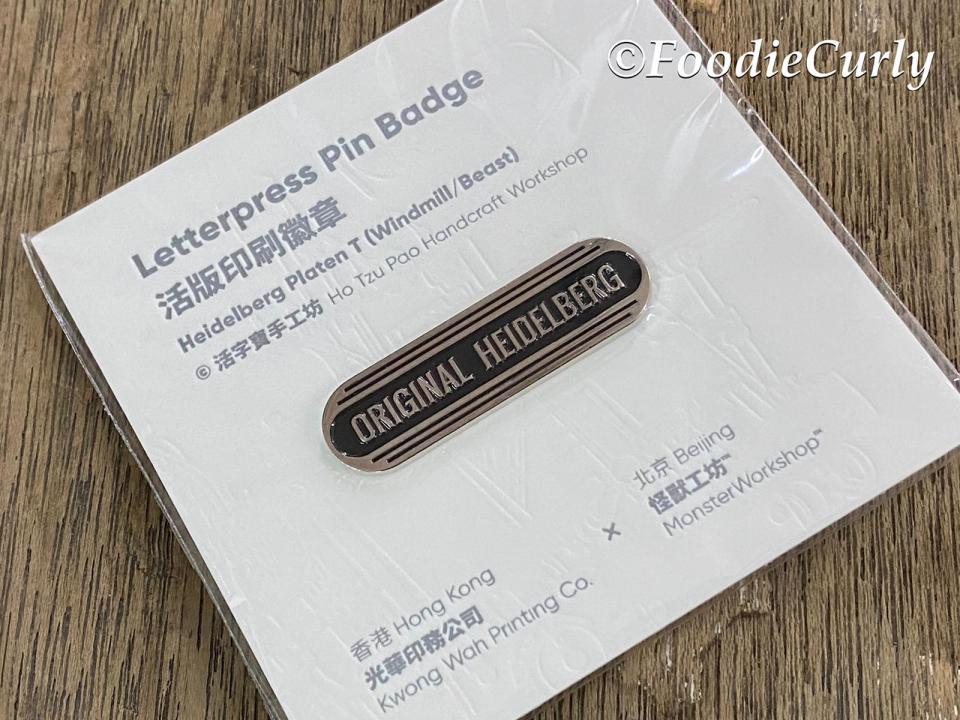 ©FoodieCurly
Letterpress Pin Badge
活版印刷徽章
Heidelberg Platen T (Windmill/Beast)
© 活字寶手工坊 Ho Tzu Pao Handcraft Workshop
ORIGINAL HEIDELBERG
北京 Beijing
怪獸工坊™
MonsterWorkshop™
×
香港 Hong Kong
光華印務公司
Kwong Wah Printing Co.